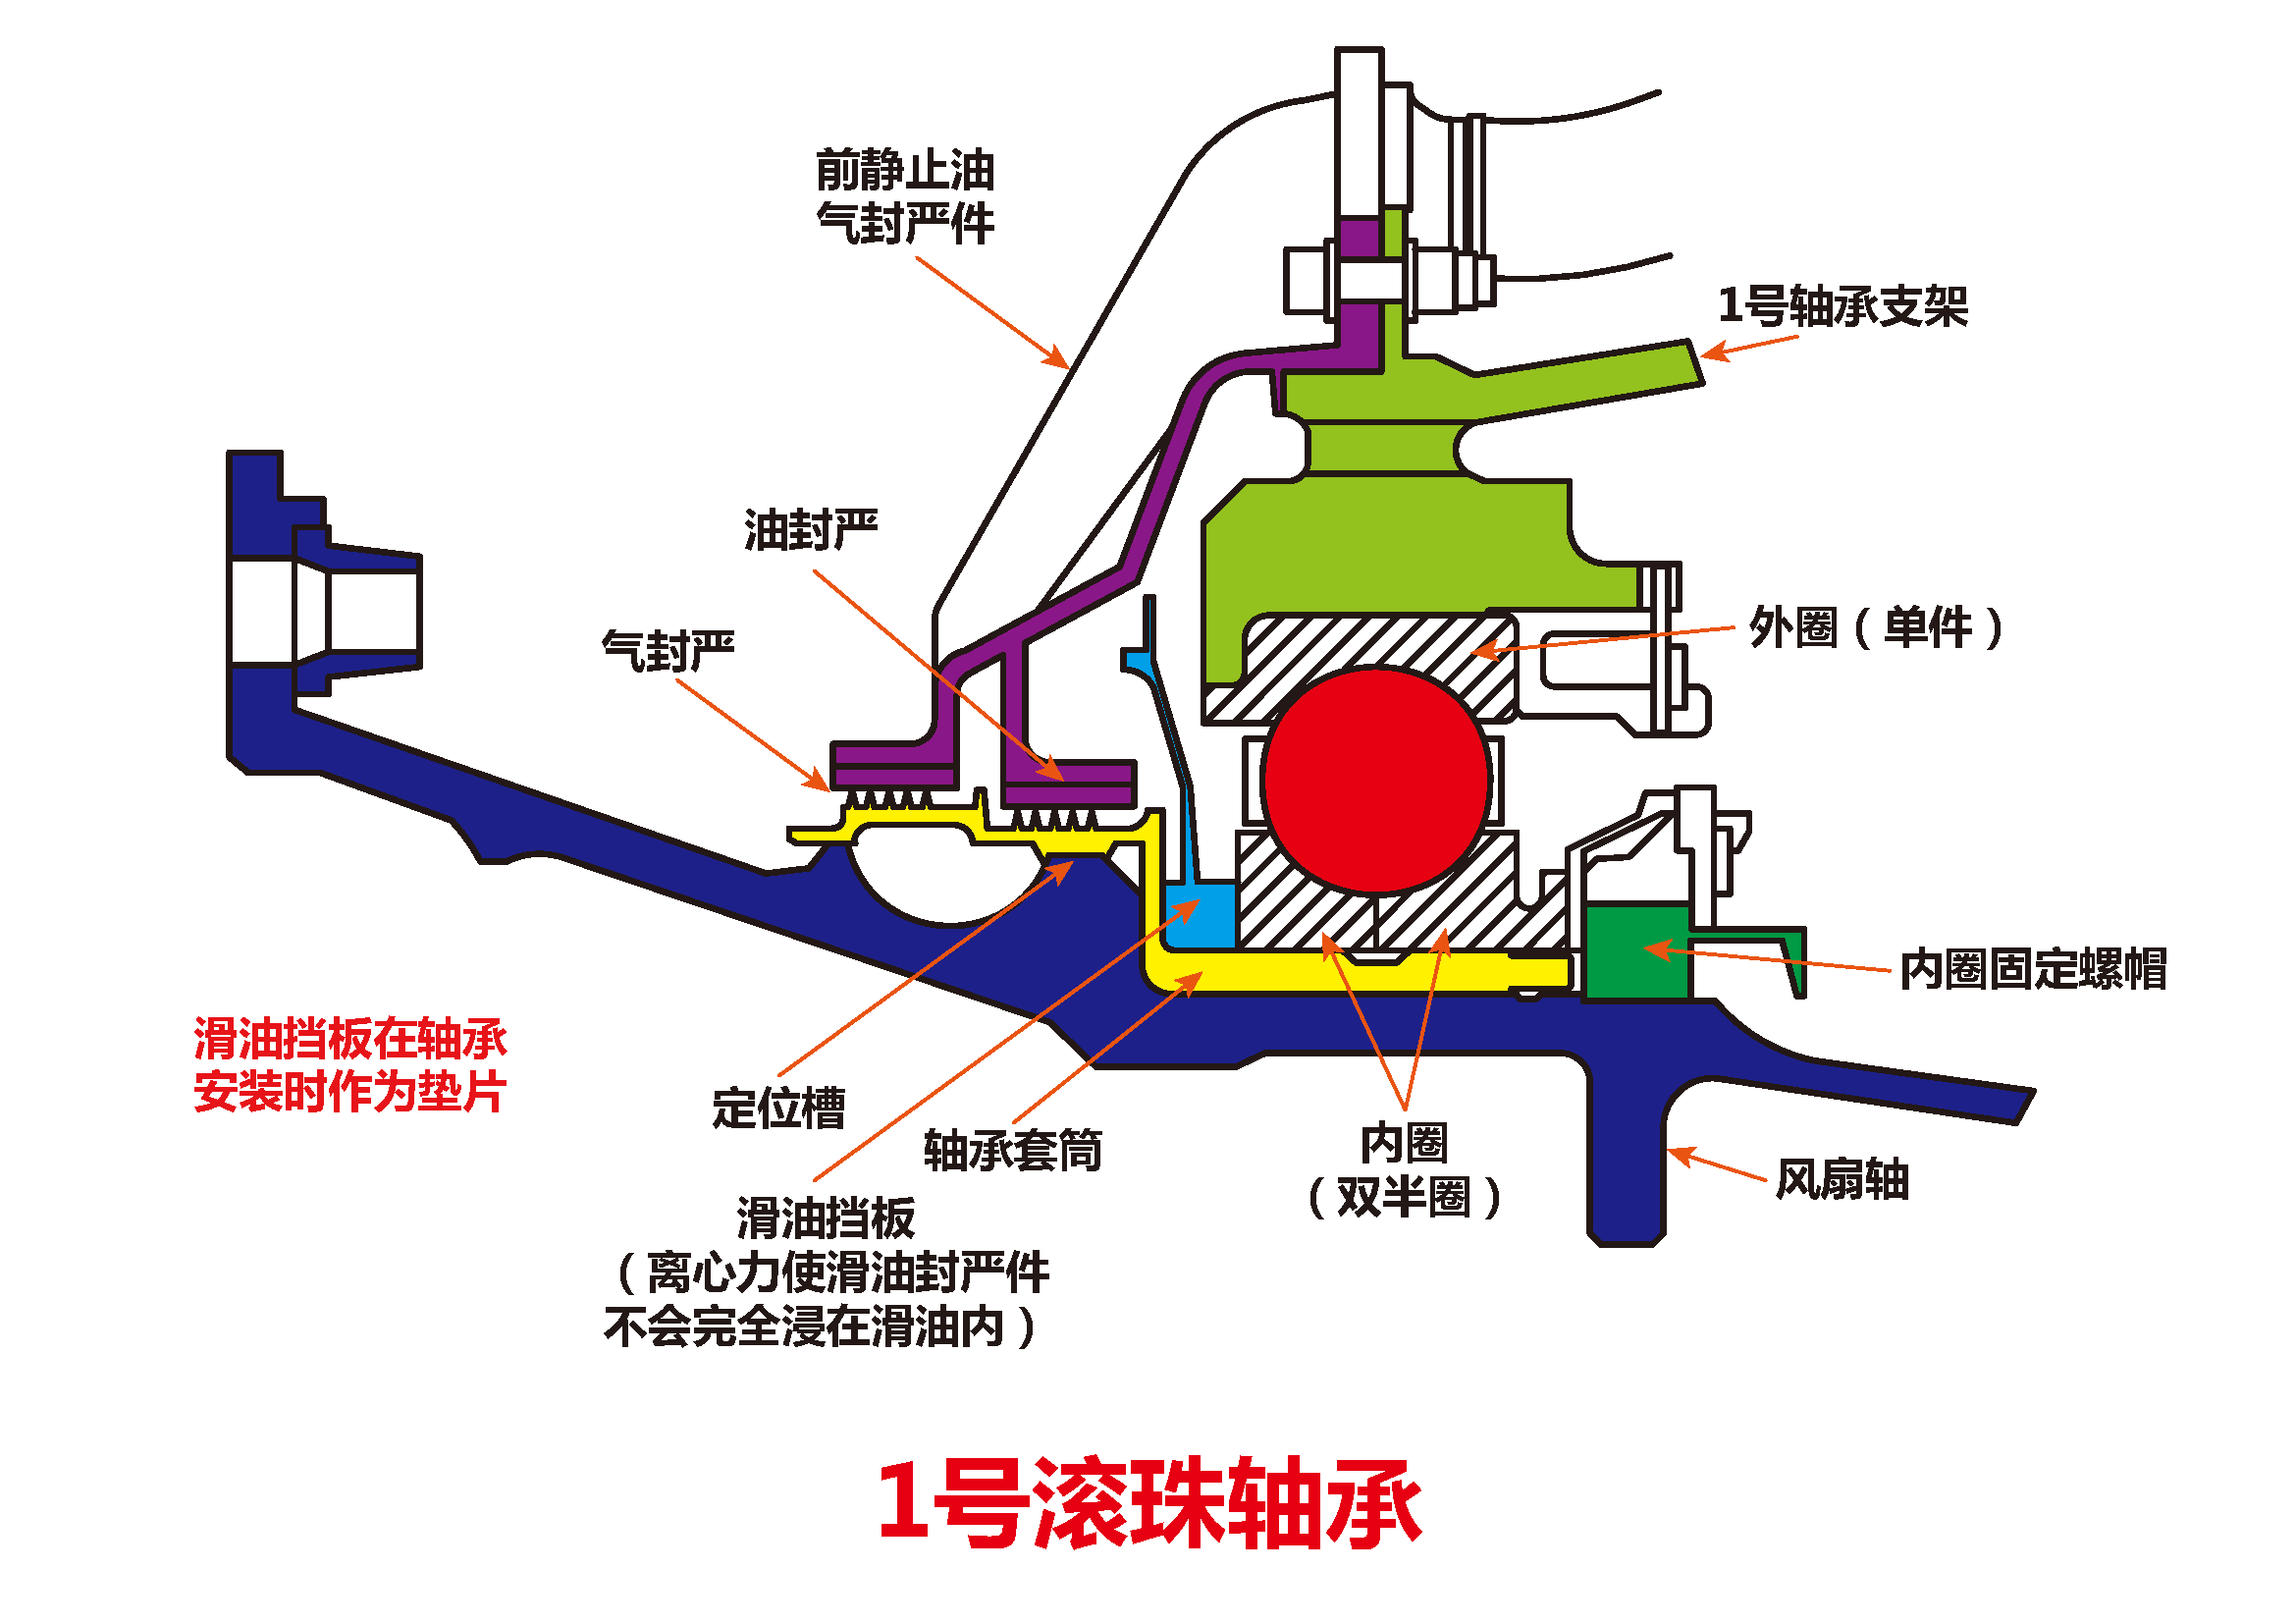 前静止油
气封严件
1号轴承支架
油封严
气封严
外圈（单件）
内圈固定螺帽
滑油挡板在轴承
安装时作为垫片
定位槽
轴承套筒
内圈
（双半圈）
风扇轴
滑油挡板
（离心力使滑油封严件
不会完全浸在滑油内）
1号滚珠轴承